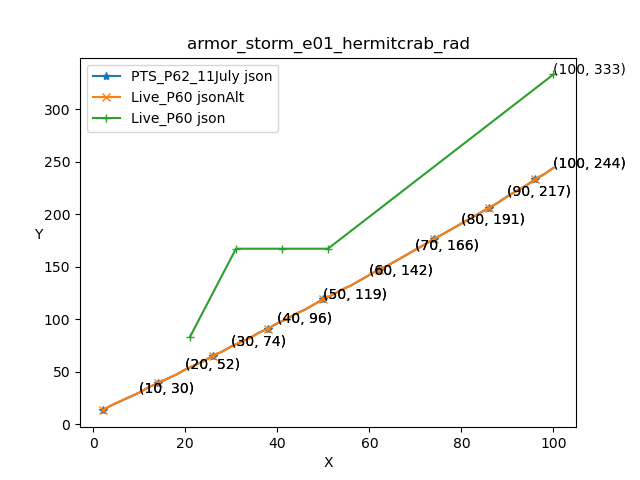 armor_storm_e01_hermitcrab_rad
PTS_P62_11July json
Live_P60 jsonAlt
Live_P60 json
(100, 333)
(100, 244)
(90, 217)
(80, 191)
(70, 166)
(60, 142)
(50, 119)
(40, 96)
(30, 74)
(20, 52)
(10, 30)
Y
300
250
200
150
100
50
0
0 20 40 60 80 100
X